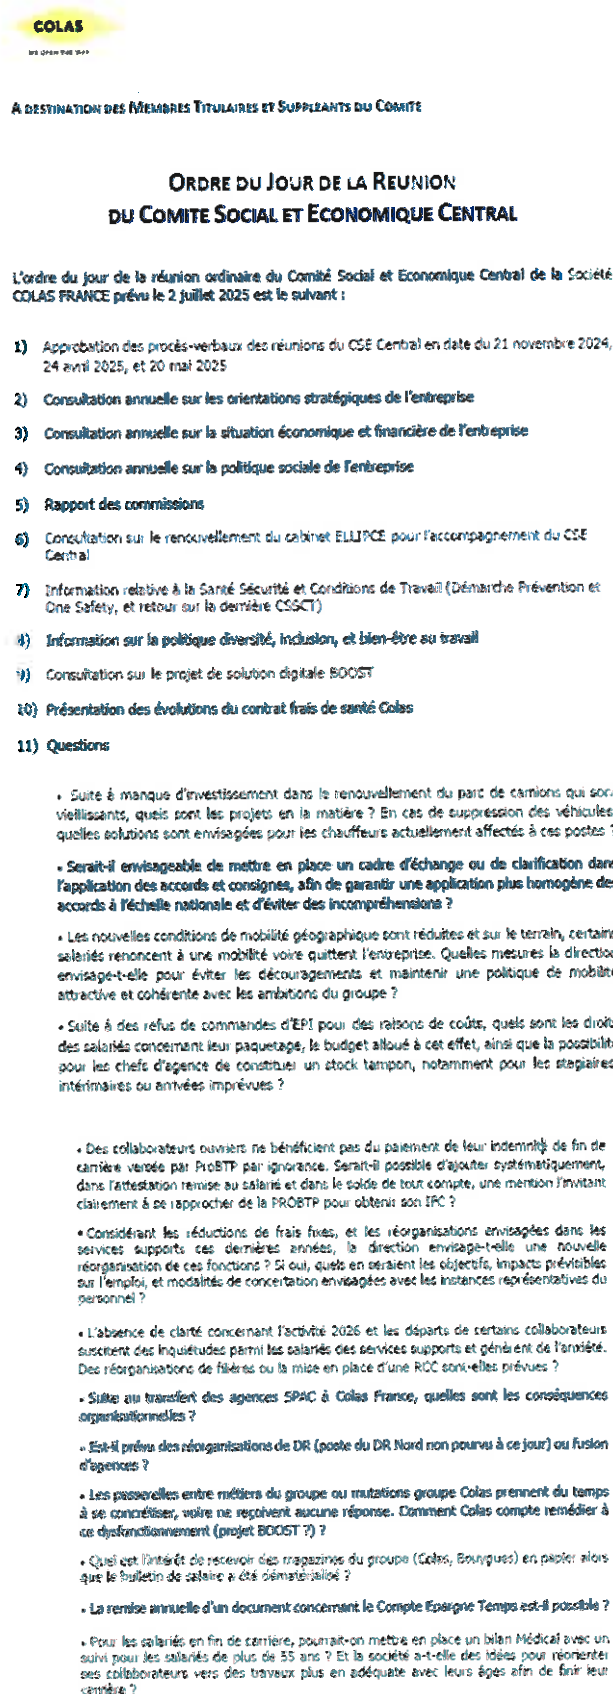 COLAS
WE OPEN THE WAY
A DESTINATION DES MEMBRES TITULAIRES ET SUPPLEANTS DU COMITE
ORDRE DU JOUR DE LA REUNION
DU COMITE SOCIAL ET ECONOMIQUE CENTRAL
L'ordre du jour de la réunion ordinaire du Comité Social et Economique Central de la Société
COLAS FRANCE prévu le 2 juillet 2025 est le suivant :
1) Approbation des procès-verbaux des réunions du CSE Central en date du 21 novembre 2024,
24 avril 2025, et 20 mai 2025
2) Consultation annuelle sur les orientations stratégiques de l'entreprise
3) Consultation annuelle sur la situation économique et financière de l'entreprise
4) Consultation annuelle sur la politique sociale de l'entreprise
5) Rapport des commissions
6) Consultation sur le renouvellement du cabinet ELLIPCE pour l'accompagnement du CSE
Central
7) Information relative à la Santé Sécurité et Conditions de Travail (Démarche Prévention et
One Safety, et retour sur la dernière CSSCT)
Information sur la politique diversité, inclusion, et bien-être au travail
9) Consultation sur le projet de solution digitale BOOST
10) Présentation des évolutions du contrat frais de santé Colas
11) Questions
• Suite à manque d'investissement dans le renouvellement du parc de camions qui son
vieillissants, quels sont les projets en la matière ? En cas de suppression des véhicules
quelles solutions sont envisagées pour les chauffeurs actuellement affectés à ces postes ?
• Serait-il envisageable de mettre en place un cadre d'échange ou de clarification dan
l'application des accords et consignes, afin de garantir une application plus homogène de
accords à l'échelle nationale et d'éviter des incompréhensions ?
• Les nouvelles conditions de mobilité géographique sont réduites et sur le terrain, certain
salariés renoncent à une mobilité voire quittent l'entreprise. Quelles mesures la direction
envisage-t-elle pour éviter les découragements et maintenir une politique de mobilité
attractive et cohérente avec les ambitions du groupe ?
• Suite à des refus de commandes d'EPI pour des raisons de coûts, quels sont les droit
des salariés concernant leur paquetage, le budget alloué à cet effet, ainsi que la possibilit
pour les chefs d'agence de constituer un stock tampon, notamment pour les stagiaires
intérimaires ou arrivées imprévues ?
• Des collaborateurs ouvriers ne bénéficient pas du paiement de leur indemnité de fin de
carrière versée par ProBTP par ignorance. Serait-il possible d'ajouter systématiquement,
dans l'attestation remise au salarié et dans le solde de tout compte, une mention l'invitant
clairement à se rapprocher de la PROBTP pour obtenir son IFC ?
• Considérant les réductions de frais fixes, et les réorganisations envisagées dans les
services supports ces dernières années, la direction envisage-t-elle une nouvelle
réorganisation de ces fonctions ? Si oui, quels en seraient les objectifs, impacts prévisibles
sur l'emploi, et modalités de concertation envisagées avec les instances représentatives du
personnel ?
• L'absence de clarté concernant l'activité 2026 et les départs de certains collaborateurs
suscitent des inquiétudes parmi les salariés des services supports et génèrent de l'anxiété.
Des réorganisations de filières ou la mise en place d'une RCC sont-elles prévues ?
• Suite au transfert des agences SPAC à Colas France, quelles sont les conséquences
organisationnelles ?
• Est-il prévu des réorganisations de DR (poste du DR Nord non pourvu à ce jour) ou fusion
d'agences ?
• Les passerelles entre métiers du groupe ou mutations groupe Colas prennent du temps
à se concrétiser, voire ne reçoivent aucune réponse. Comment Colas compte remédier à
ce dysfonctionnement (projet BOOST ?) ?
• Quel est l'intérêt de recevoir des magazines du groupe (Colas, Bouygues) en papier alors
que le bulletin de salaire a été dématérialisé ?
• La remise annuelle d'un document concernant le Compte Epargne Temps est-il possible ?
• Pour les salariés en fin de carrière, pourrait-on mettre en place un bilan Médical avec un
suivi pour les salariés de plus de 55 ans ? Et la société a-t-elle des idées pour réorienter
ses collaborateurs vers des travaux plus en adéquate avec leurs âges afin de finir leur
carrière ?